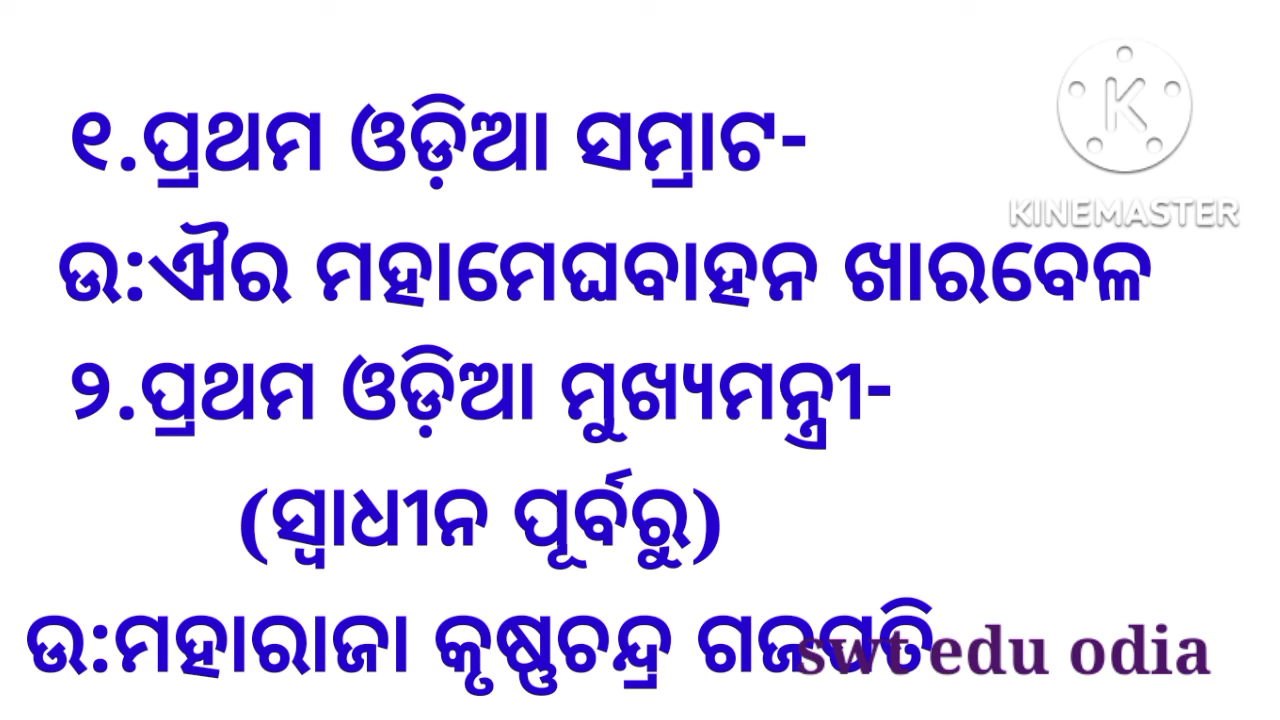 ୧.ପ୍ରଥମ ଓଡ଼ିଆ ସମ୍ରାଟ-
KINEMASTER
ଉ:ଐର ମହାମେଘବାହନ ଖାରବେଳ
୨.ପ୍ରଥମ ଓଡ଼ିଆ ମୁଖ୍ୟମନ୍ତ୍ରୀ-
(ସ୍ଵାଧୀନ ପୂର୍ବରୁ)
ଉ:ମହାରାଜା କୃଷ୍ଣଚନ୍ଦ୍ର ଗଜପତି
swt edu odia